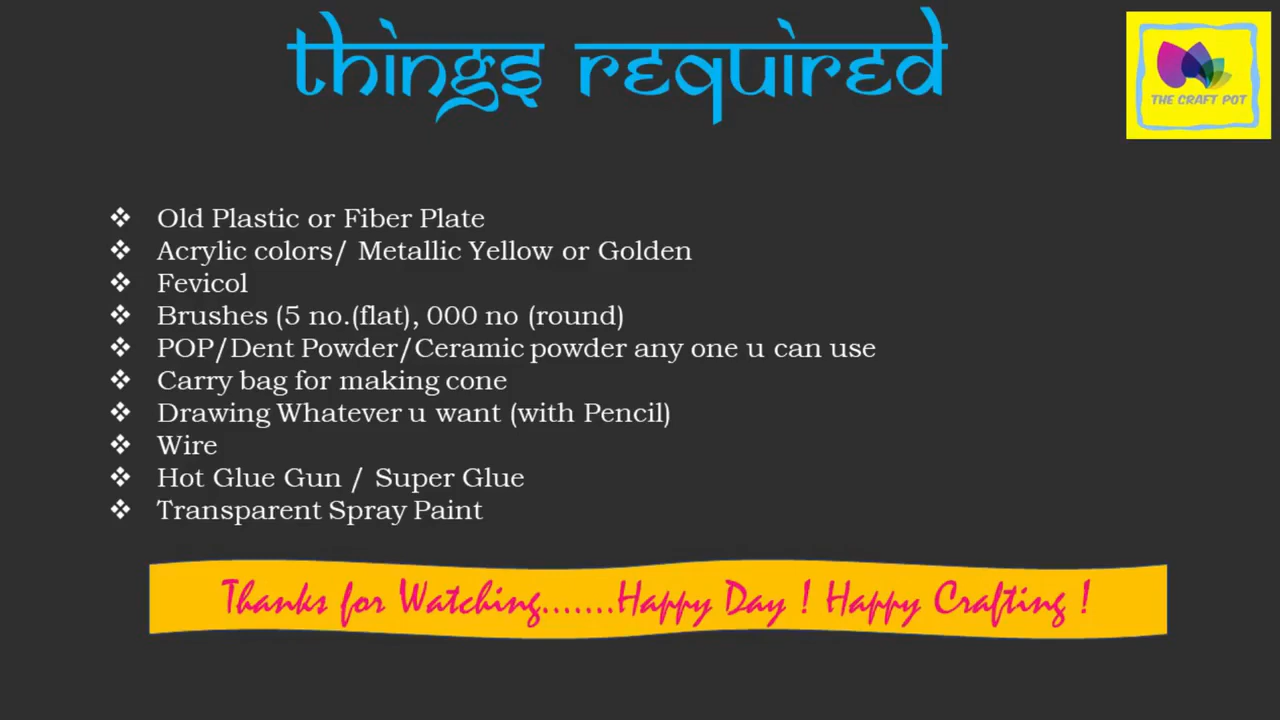 things required
THE CRAFT POT
❖ Old Plastic or Fiber Plate
❖ Acrylic colors/ Metallic Yellow or Golden
❖ Fevicol
❖ Brushes (5 no.(flat), 000 no (round)
❖ POP/Dent Powder/Ceramic powder any one u can use
❖ Carry bag for making cone
❖ Drawing Whatever u want (with Pencil)
❖ Wire
❖ Hot Glue Gun / Super Glue
❖ Transparent Spray Paint
Thanks for Watching.......Happy Day ! Happy Crafting !